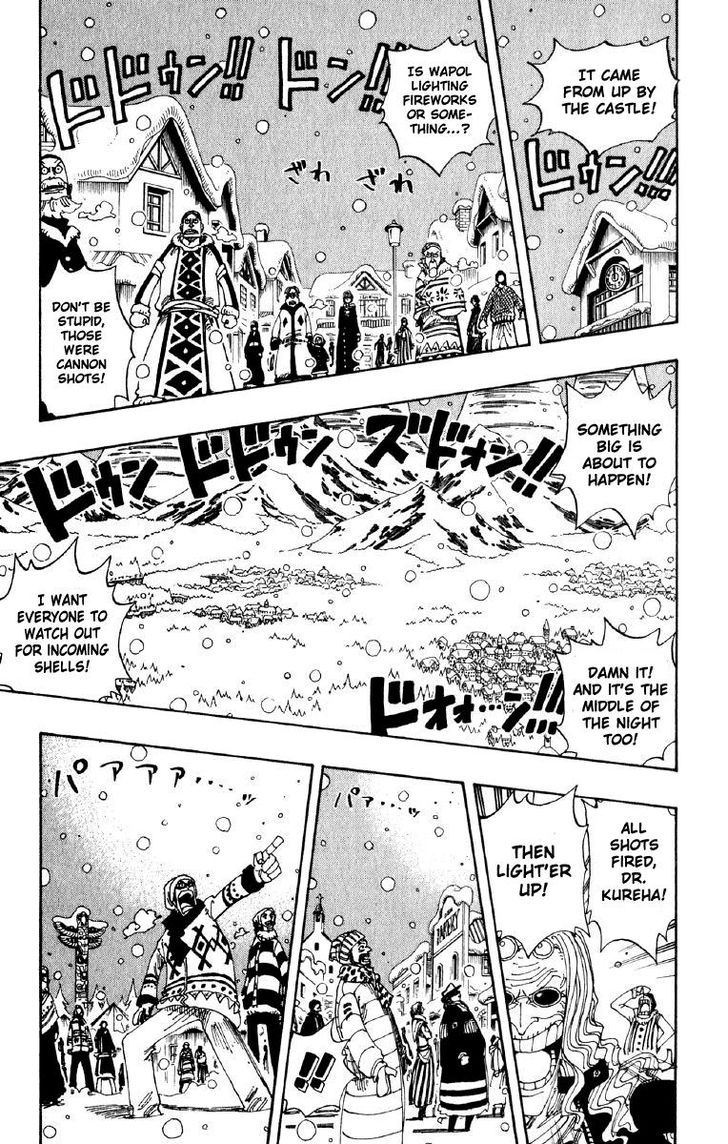 IT CAME
FROM UP BY
THE CASTLE!
ドドゥン!!!
IS WAPOL
LIGHTING
FIREWORKS
OR SOME-
THING...?
ドドゥン!!
ドン!!
ざわ
ざわ
DON'T BE
STUPID,
THOSE
WERE
CANNON
SHOTS!
SOMETHING
BIG IS
ABOUT TO
HAPPEN!
ズドォン!!
ドドゥン
ドゥン
I WANT
EVERYONE TO
WATCH OUT
FOR INCOMING
SHELLS!
DAMN IT!
AND IT'S THE
MIDDLE OF
THE NIGHT
TOO!
ドォォ…ン!!!
ALL
SHOTS
FIRED,
DR.
KUREHA!
THEN
LIGHT'ER
UP!
パァ...ッ
!!
パァアアァ.....ッ